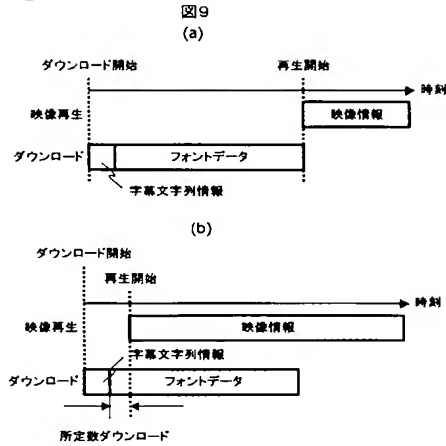 図9
(a)
ダウンロード開始
再生開始
時刻
映像再生
映像情報
ダウンロード
フォントデータ
字幕文字列情報
(b)
ダウンロード開始
再生開始
時刻
映像再生
映像情報
字幕文字列情報
ダウンロード
フォントデータ
所定数ダウンロード